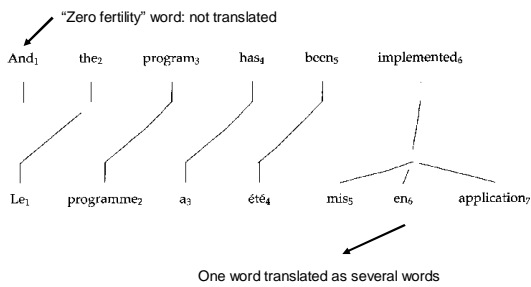 “Zero fertility” word: not translated
And₁ the₂ program₃ has₄ been₅ implemented₆
Le₁ programme₂ a₃ été₄ mis₅ en₆ application₇
One word translated as several words